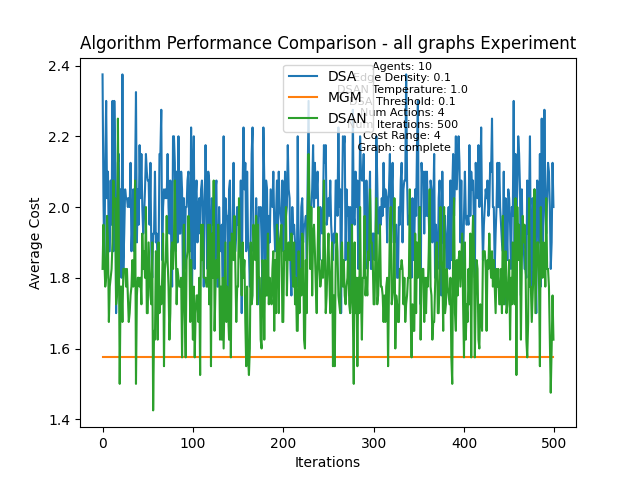 Algorithm Performance Comparison - all graphs Experiment
DSA
MGM
DSAN
Agents: 10
Edge Density: 0.1
DSAN Temperature: 1.0
DSA Threshold: 0.1
Num Actions: 4
Num Iterations: 500
Cost Range: 4
Graph: complete
Average Cost
2.4
2.2
2.0
1.8
1.6
1.4
0 100 200 300 400 500
Iterations